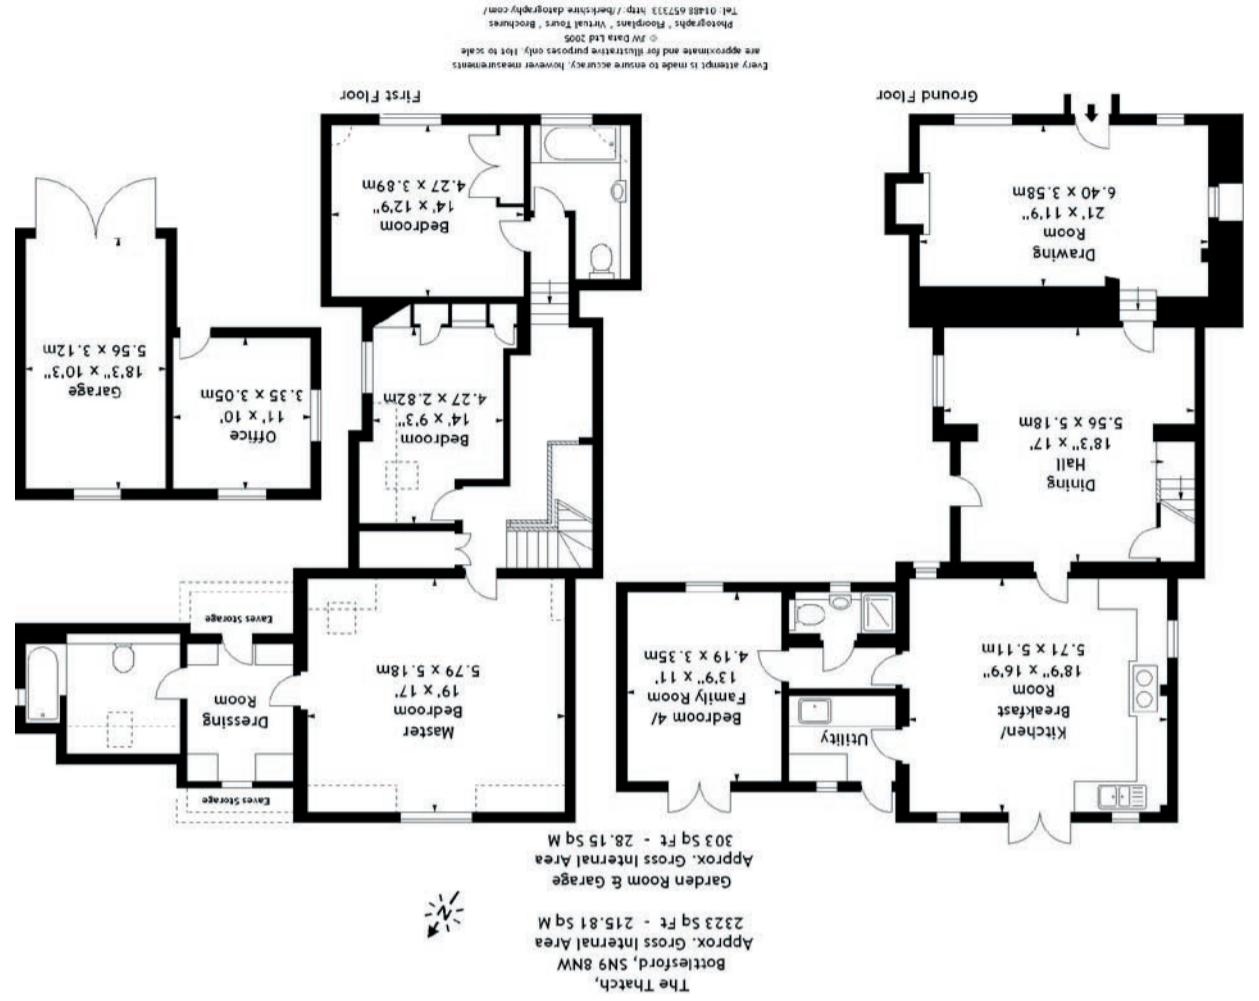 The Thatch,
Bottlesford, SN9 8NW
Approx. Gross Internal Area
2323 Sq Ft - 215.81 Sq M
Garden Room & Garage
Approx. Gross Internal Area
303 Sq Ft - 28.15 Sq M
N
Kitchen/
Breakfast
Room
18'9" x 16'9"
5.71 x 5.11m
Utility
Bedroom 4/
Family Room
13'9" x 11'
4.19 x 3.35m
Dining
Hall
18'3" x 17'
5.56 x 5.18m
Drawing
Room
21' x 11'9"
6.40 x 3.58m
Ground Floor
Master
Bedroom
19' x 17'
5.79 x 5.18m
Eaves Storage
Dressing
Room
Eaves Storage
Bedroom
14' x 9'3"
4.27 x 2.82m
Bedroom
14' x 12'9"
4.27 x 3.89m
First Floor
Office
11' x 10'
3.35 x 3.05m
Garage
18'3" x 10'3"
5.56 x 3.12m
Every attempt is made to ensure accuracy, however measurements
are approximate and for illustrative purposes only. Not to scale
© JW Data Ltd 2005
Photographs * Floorplans * Virtual Tours * Brochures
Tel: 01488 657333 http://berkshire datography.com/